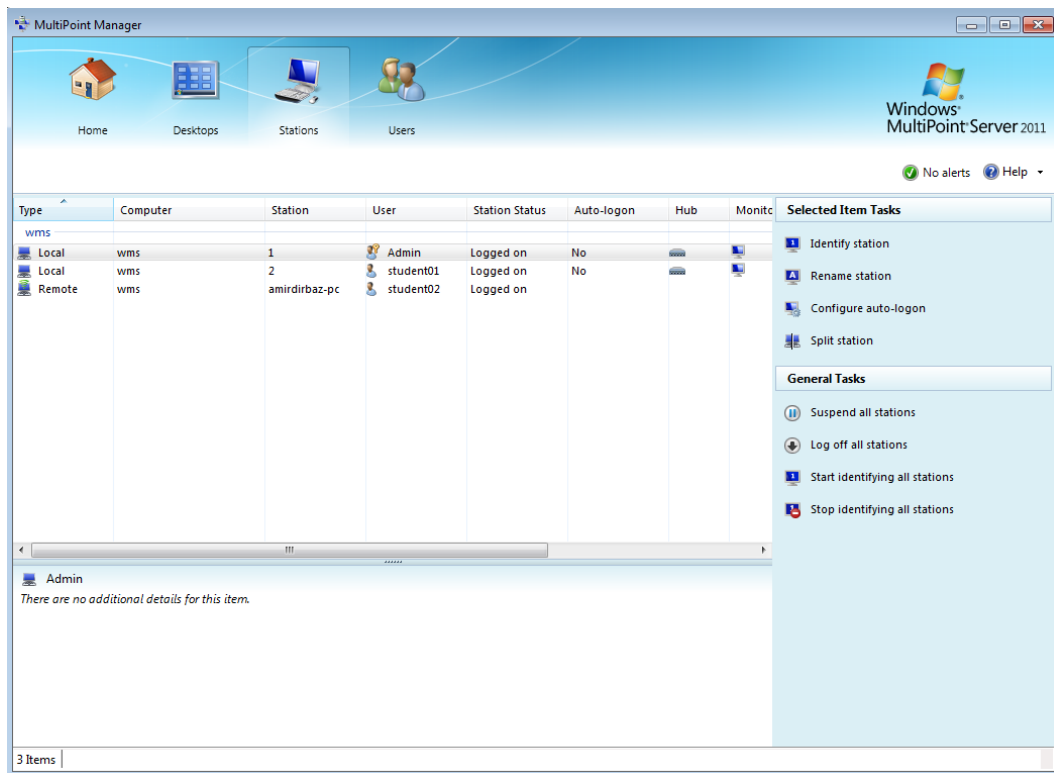 MultiPoint Manager
Home Desktops Stations Users
Windows®
MultiPoint® Server 2011
No alerts Help
Type Computer Station User Station Status Auto-logon Hub Monito
wms
Local wms 1 Admin Logged on No
Local wms 2 student01 Logged on No
Remote wms amirdirbaz-pc student02 Logged on
Selected Item Tasks
Identify station
Rename station
Configure auto-logon
Split station
General Tasks
Suspend all stations
Log off all stations
Start identifying all stations
Stop identifying all stations
Admin
There are no additional details for this item.
3 Items